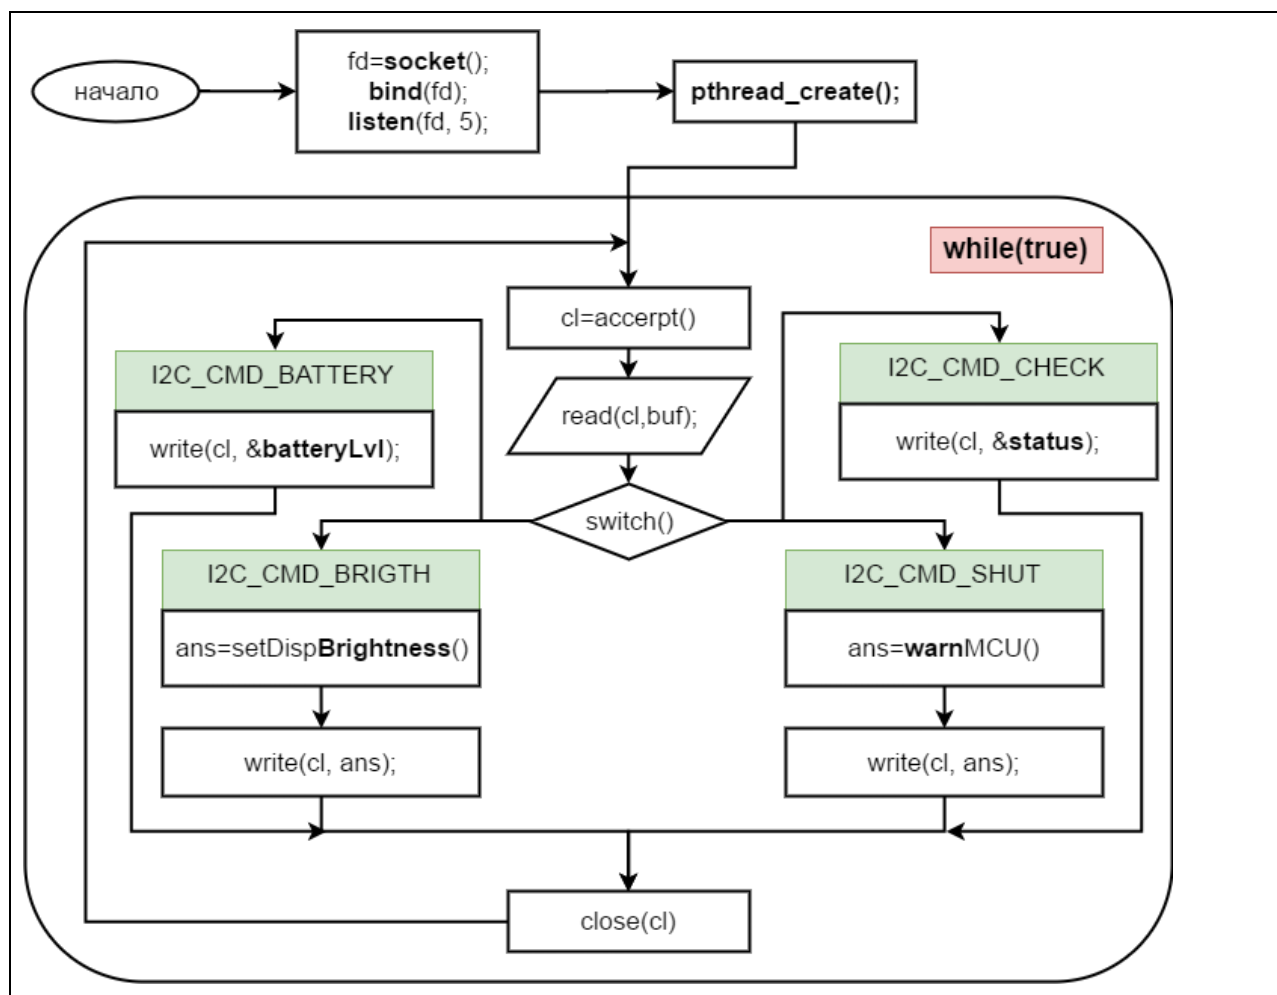 начало
fd=socket();
bind(fd);
listen(fd, 5);
pthread_create();
while(true)
cl=accerpt()
I2C_CMD_BATTERY
write(cl, &batteryLvl);
read(cl,buf);
I2C_CMD_CHECK
write(cl, &status);
switch()
I2C_CMD_BRIGTH
ans=setDispBrightness()
write(cl, ans);
I2C_CMD_SHUT
ans=warnMCU()
write(cl, ans);
close(cl)